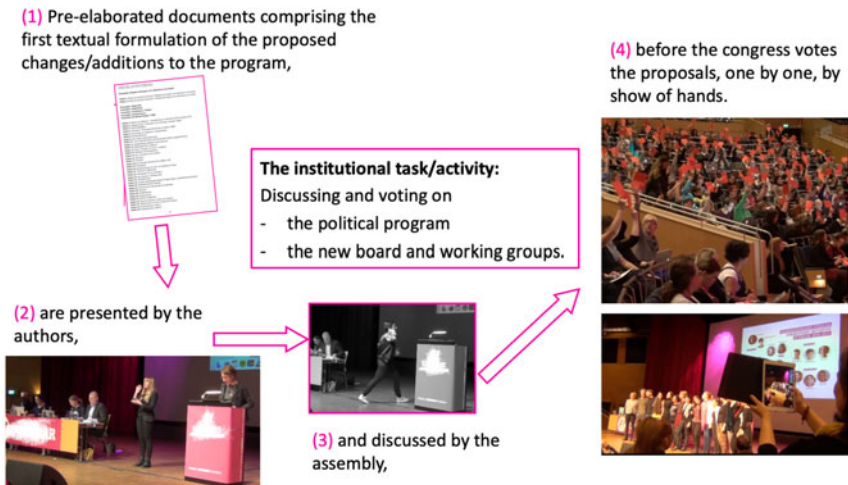 (1) Pre-elaborated documents comprising the
first textual formulation of the proposed
changes/additions to the program,
(4) before the congress votes
the proposals, one by one, by
show of hands.
The institutional task/activity:
Discussing and voting on
- the political program
- the new board and working groups.
(2) are presented by the
authors,
(3) and discussed by the
assembly,